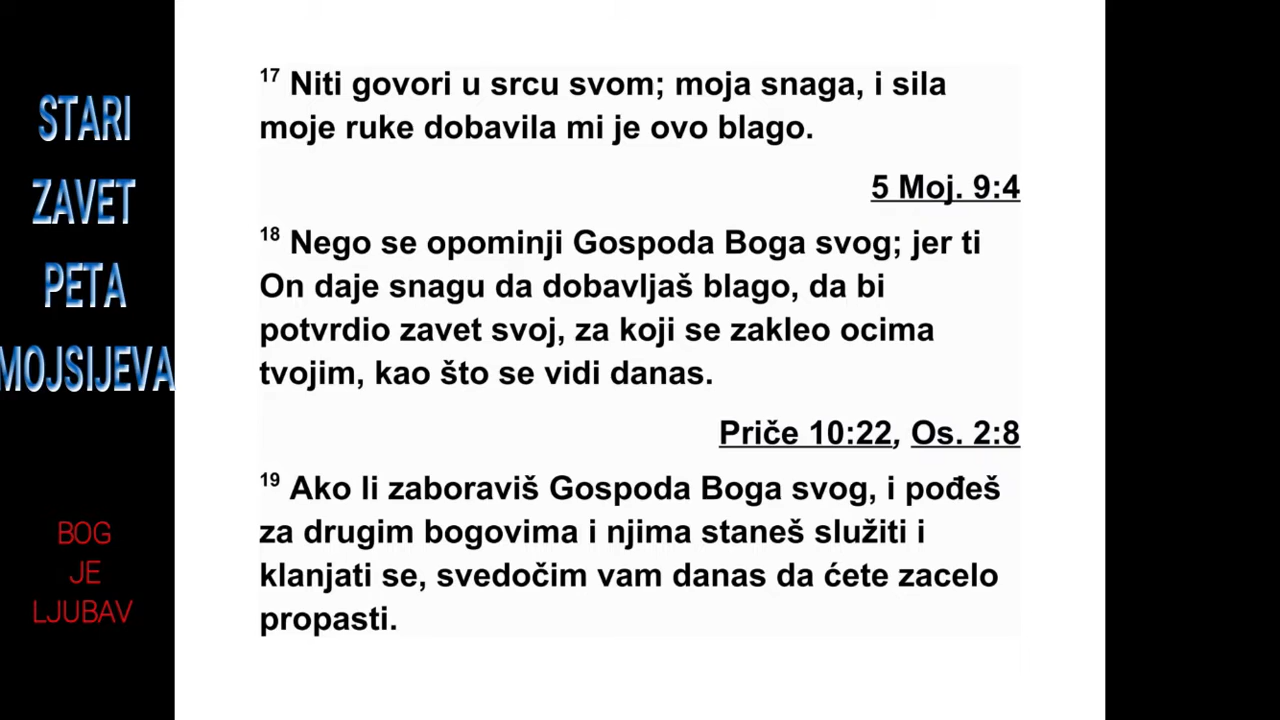 STARI
ZAVET
PETA
MOJSIJEVA
BOG
JE
LJUBAV
17 Niti govori u srcu svom; moja snaga, i sila
moje ruke dobavila mi je ovo blago.
5 Moj. 9:4
18 Nego se opominji Gospoda Boga svog; jer ti
On daje snagu da dobavljaš blago, da bi
potvrdio zavet svoj, za koji se zakleo ocima
tvojim, kao što se vidi danas.
Priče 10:22, Os. 2:8
19 Ako li zaboraviš Gospoda Boga svog, i pođeš
za drugim bogovima i njima staneš služiti i
klanjati se, svedočim vam danas da ćete zacelo
propasti.